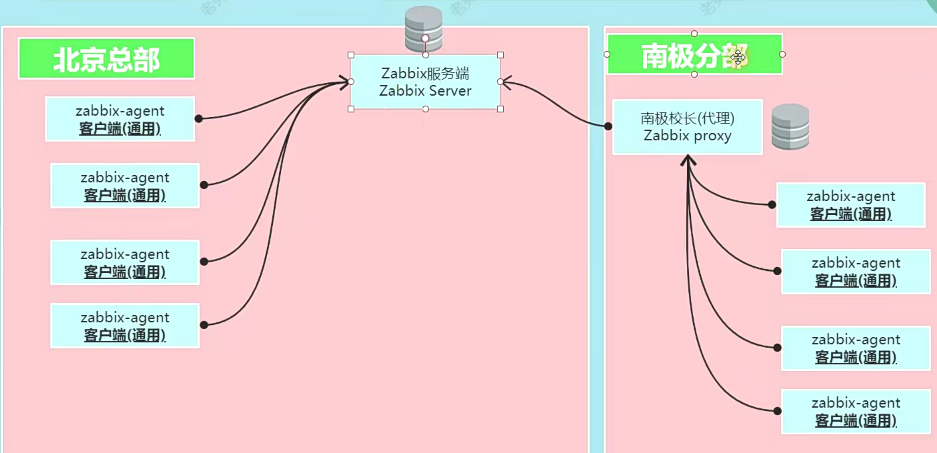 北京总部
Zabbix服务端
Zabbix Server
zabbix-agent
客户端(通用)
zabbix-agent
客户端(通用)
zabbix-agent
客户端(通用)
zabbix-agent
客户端(通用)
南极分部
南极校长(代理)
Zabbix proxy
zabbix-agent
客户端(通用)
zabbix-agent
客户端(通用)
zabbix-agent
客户端(通用)
zabbix-agent
客户端(通用)